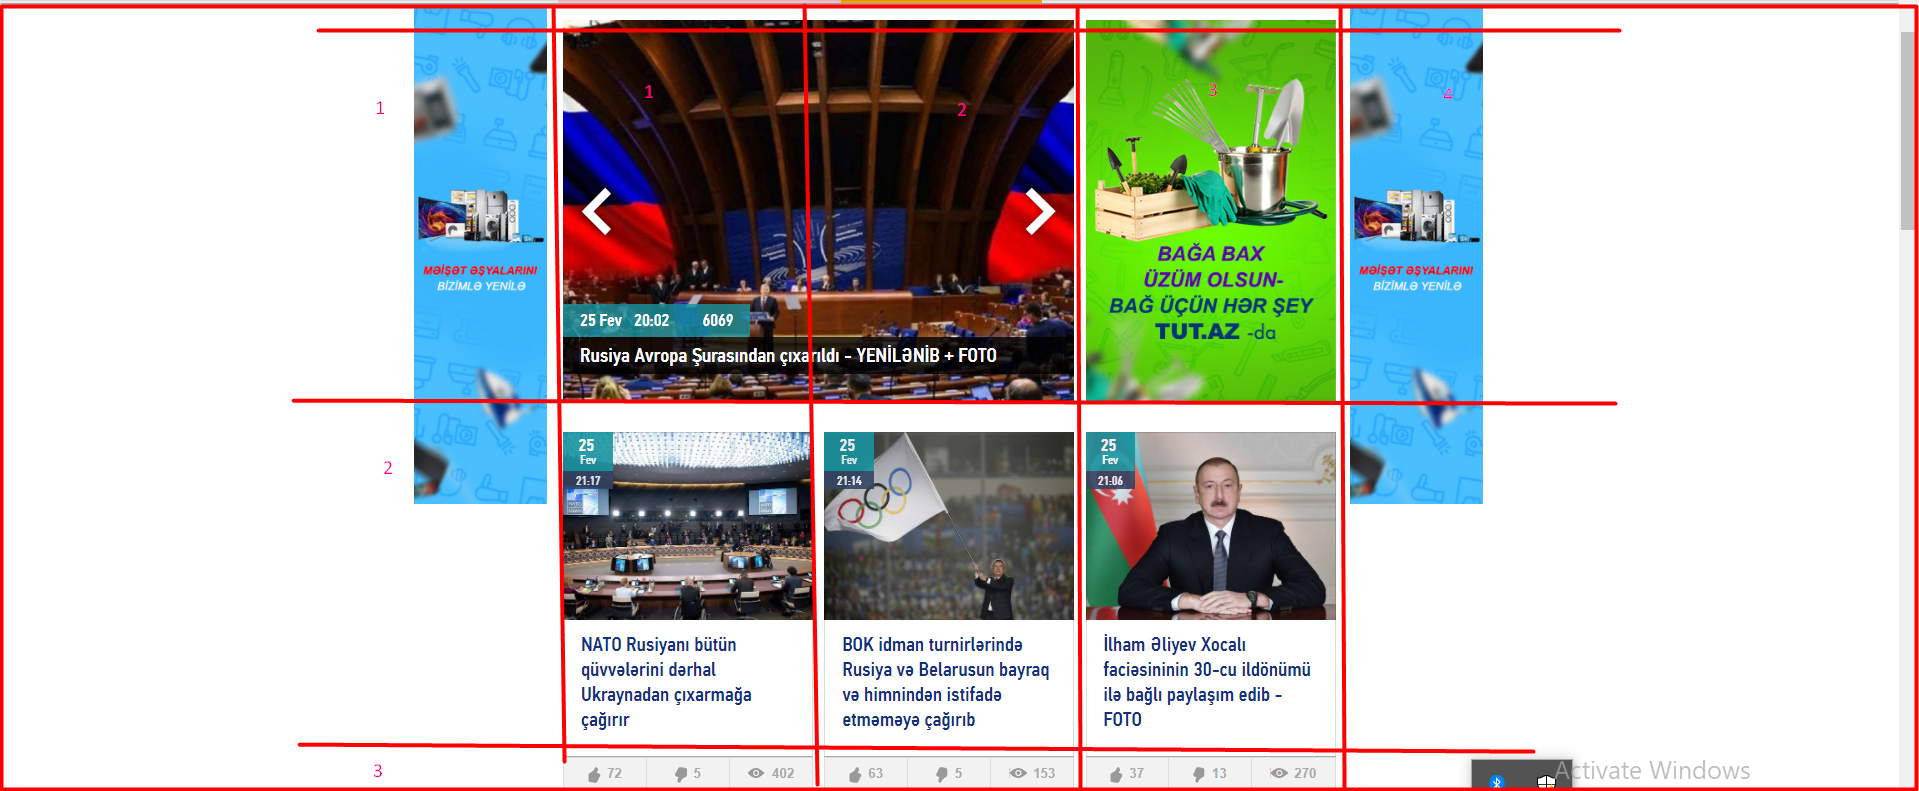 1
1
2
3
4
MƏİŞƏT ƏŞYALARINI
BİZİMLƏ YENİLƏ
25 Fev 20:02 6069
Rusiya Avropa Şurasından çıxarıldı - YENİLƏNİB + FOTO
BAĞA BAX
ÜZÜM OLSUN-
BAĞ ÜÇÜN HƏR ŞEY
TUT.AZ -da
MƏİŞƏT ƏŞYALARINI
BİZİMLƏ YENİLƏ
2
25
Fev
21:17
NATO Rusiyanı bütün
qüvvələrini dərhal
Ukraynadan çıxarmağa
çağırır
72 5 402
25
Fev
21:14
BOK idman turnirlərində
Rusiya və Belarusun bayraq
və himnindən istifadə
etməməyə çağırıb
63 5 153
25
Fev
21:06
İlham Əliyev Xocalı
faciəsininin 30-cu ildönümü
ilə bağlı paylaşım edib -
FOTO
37 13 270
3
Activate Windows